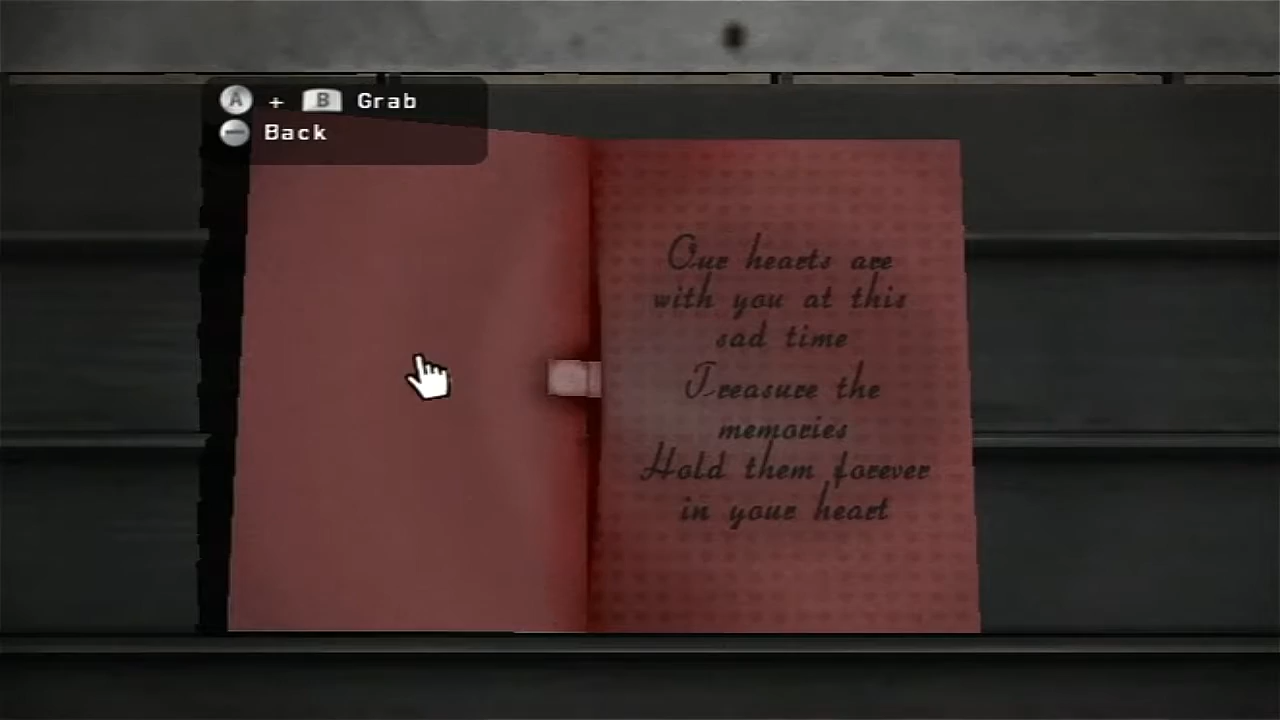 A + B Grab
Back
Our hearts are
with you at this
sad time
Treasure the
memories
Hold them forever
in your heart